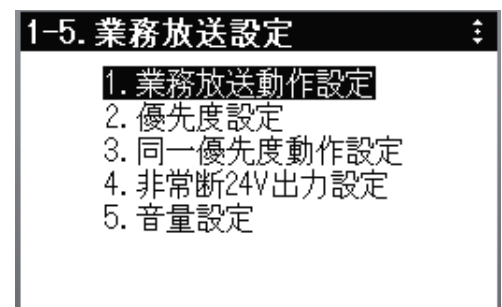 1-5. 業務放送設定
1. 業務放送動作設定
2. 優先度設定
3. 同一優先度動作設定
4. 非常断24V出力設定
5. 音量設定